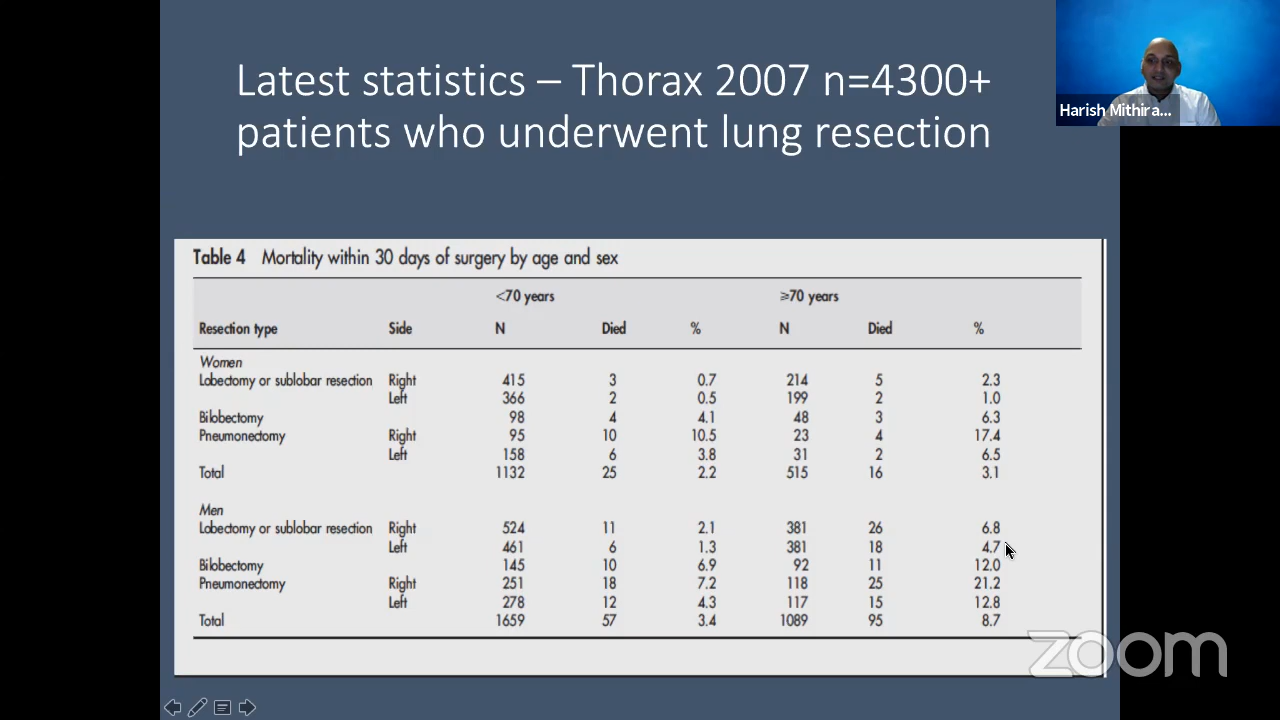 Latest statistics – Thorax 2007 n=4300+
patients who underwent lung resection
Harish Mithira...
Table 4 Mortality within 30 days of surgery by age and sex
<70 years ≥70 years
Resection type Side N Died % N Died %
Women
Lobectomy or sublobar resection Right 415 3 0.7 214 5 2.3
Left 366 2 0.5 199 2 1.0
Bilobectomy 98 4 4.1 48 3 6.3
Pneumonectomy Right 95 10 10.5 23 4 17.4
Left 158 6 3.8 31 2 6.5
Total 1132 25 2.2 515 16 3.1
Men
Lobectomy or sublobar resection Right 524 11 2.1 381 26 6.8
Left 461 6 1.3 381 18 4.7
Bilobectomy 145 10 6.9 92 11 12.0
Pneumonectomy Right 251 18 7.2 118 25 21.2
Left 278 12 4.3 117 15 12.8
Total 1659 57 3.4 1089 95 8.7
zoom